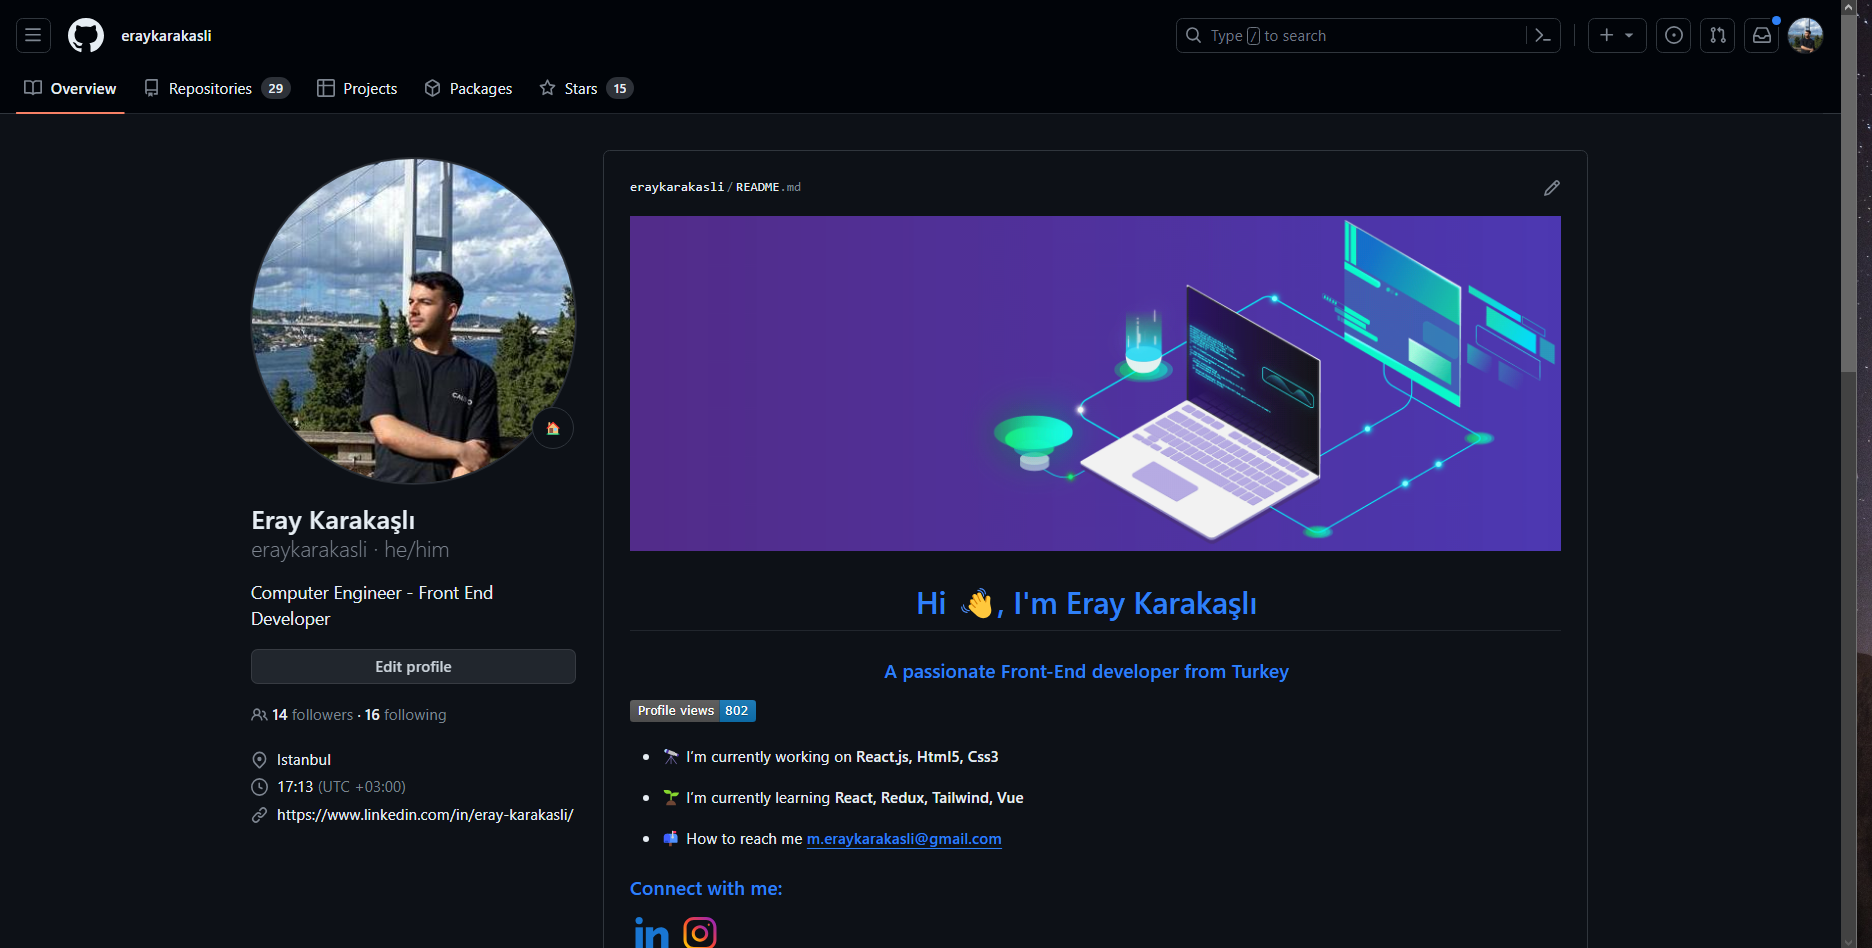 eraykarakasli
Type / to search
Overview
Repositories 29
Projects
Packages
Stars 15
Eray Karakaşlı
eraykarakasli · he/him
Computer Engineer - Front End
Developer
Edit profile
14 followers · 16 following
Istanbul
17:13 (UTC +03:00)
https://www.linkedin.com/in/eray-karakasli/
eraykarakasli/README.md
Hi 👋, I'm Eray Karakaşlı
A passionate Front-End developer from Turkey
Profile views 802
🔭 I’m currently working on React.js, Html5, Css3
🌱 I’m currently learning React, Redux, Tailwind, Vue
📫 How to reach me m.eraykarakasli@gmail.com
Connect with me:
in